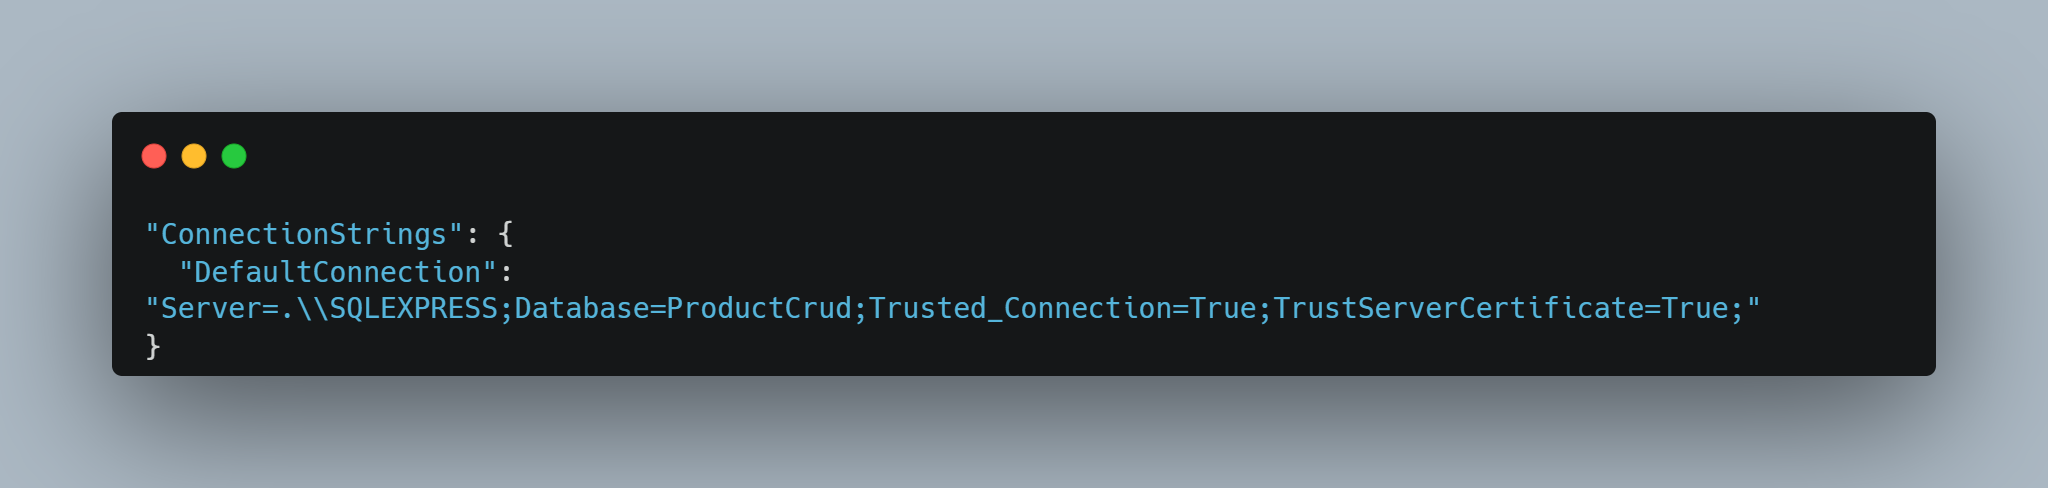 "ConnectionStrings": {
  "DefaultConnection":
"Server=.\\SQLEXPRESS;Database=ProductCrud;Trusted_Connection=True;TrustServerCertificate=True;"
}